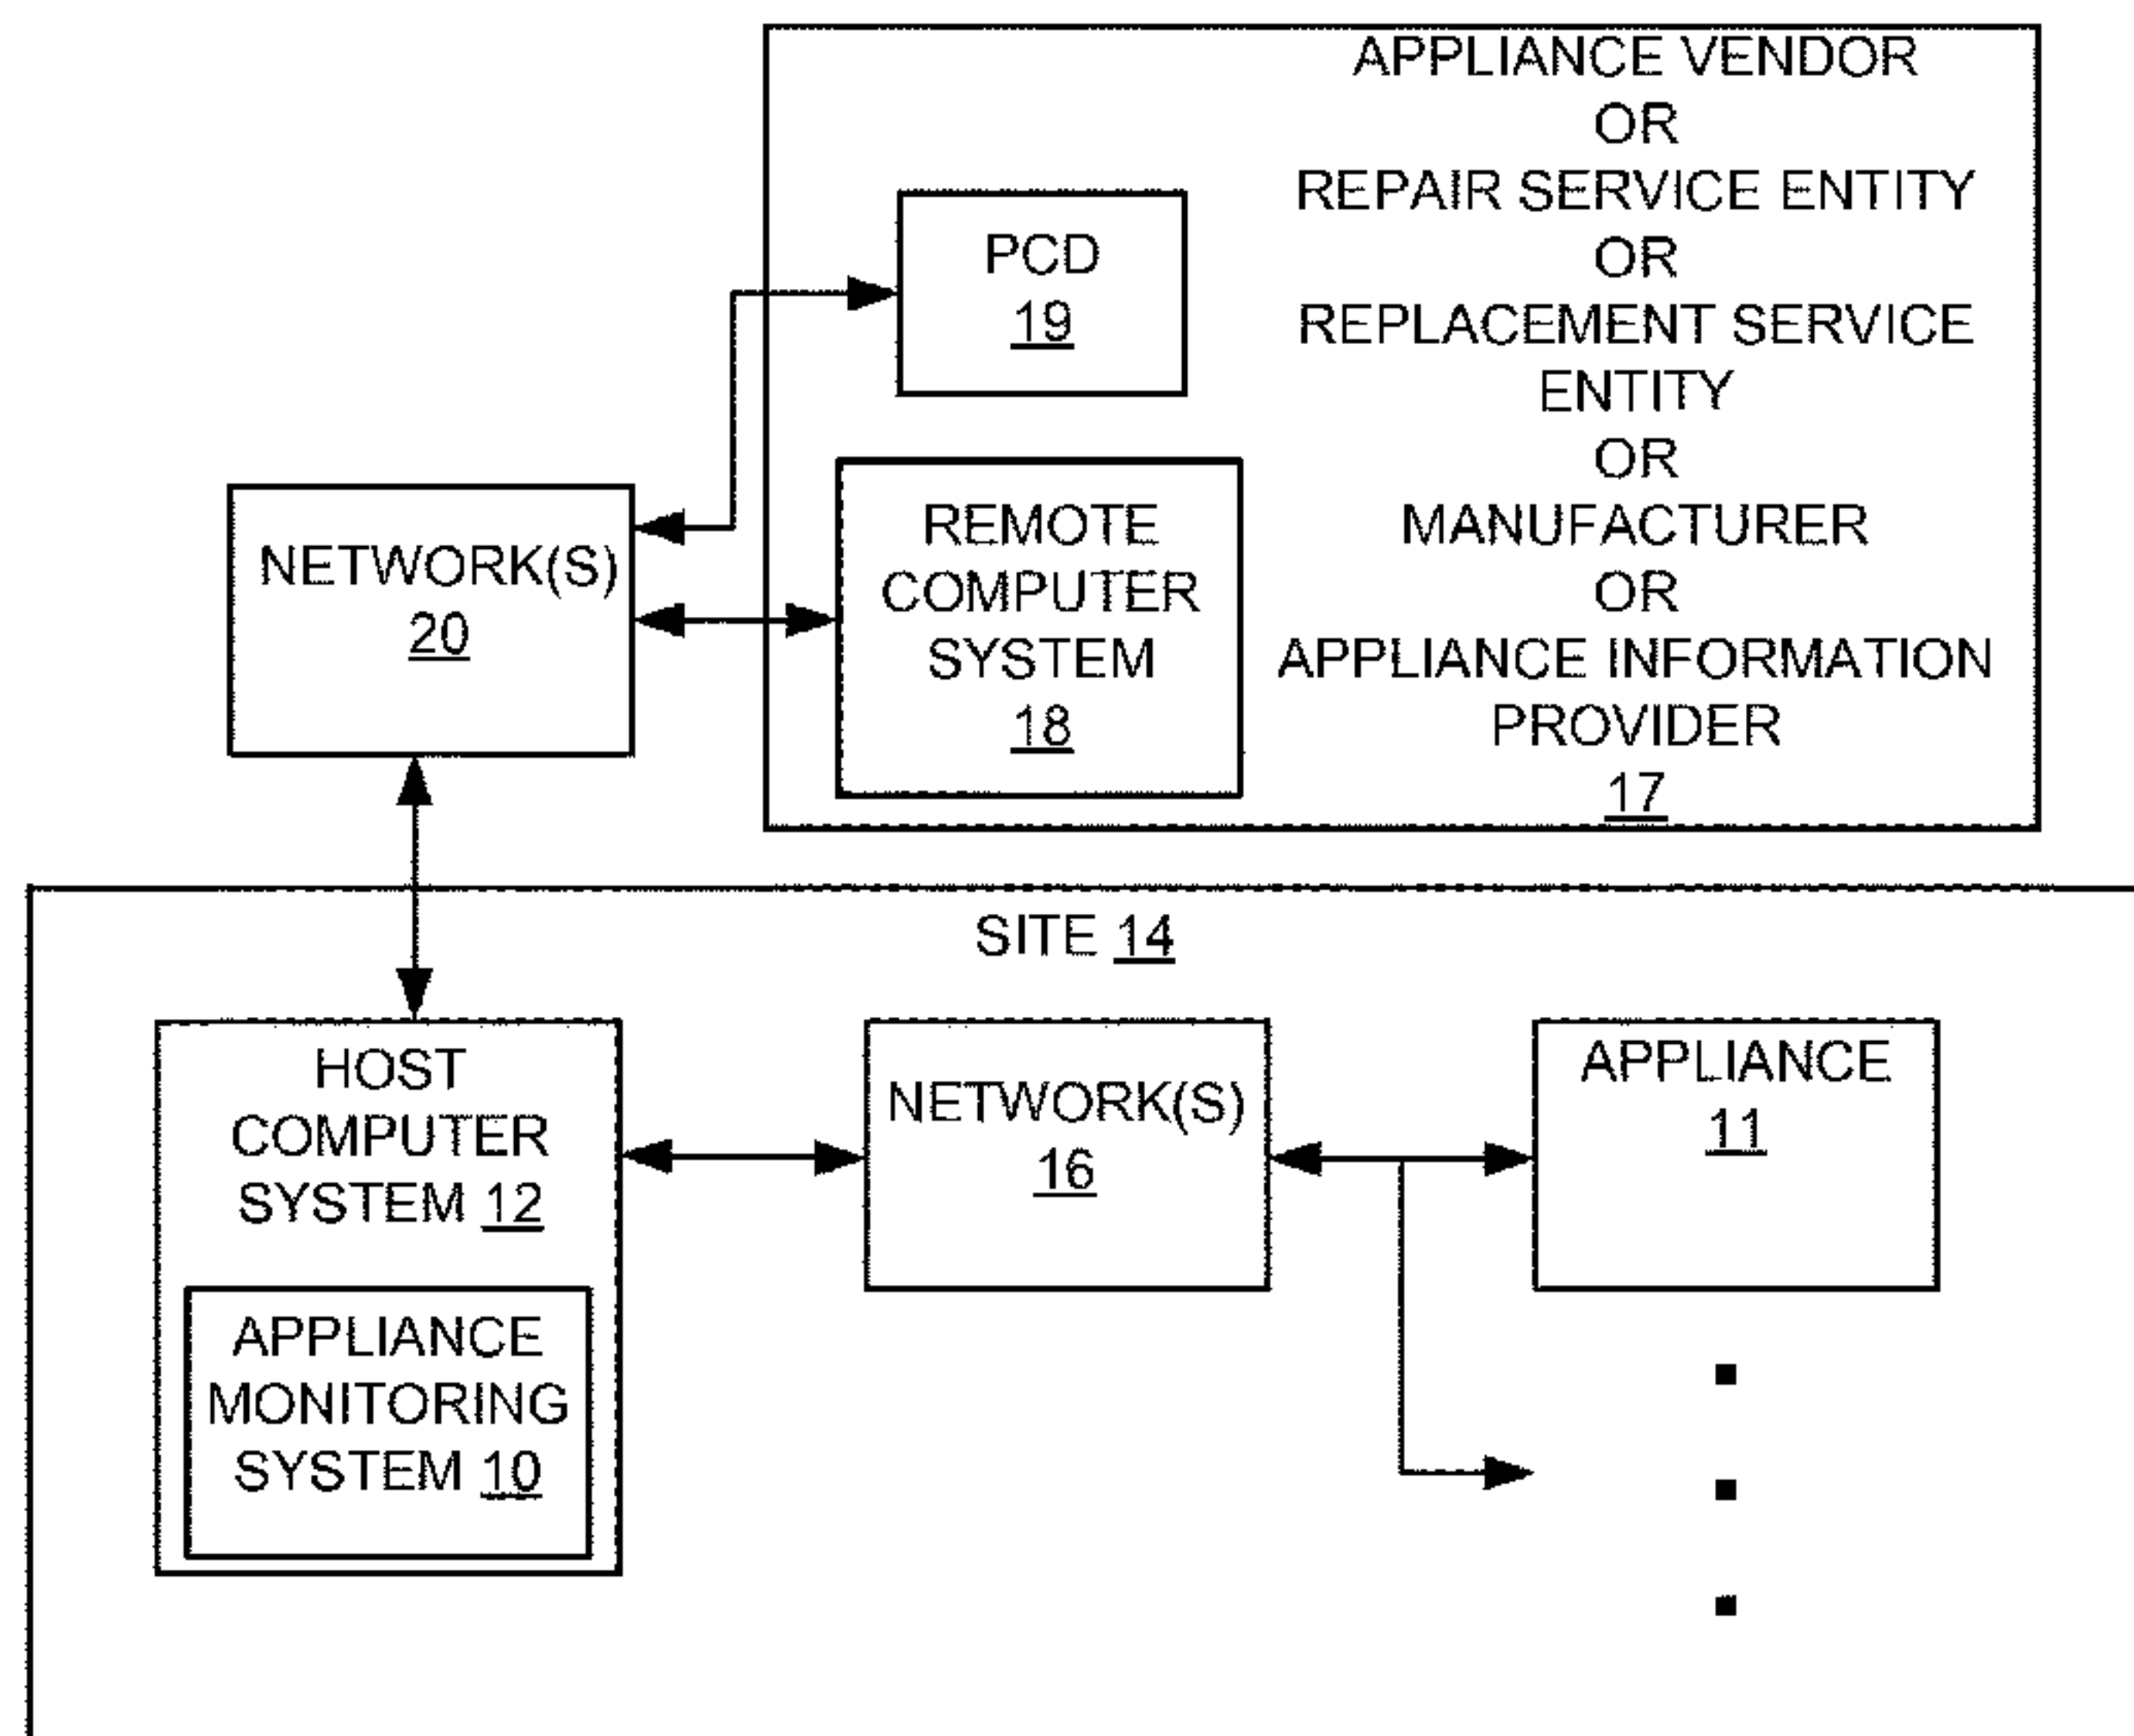 APPLIANCE VENDOR
OR
REPAIR SERVICE ENTITY
OR
REPLACEMENT SERVICE
ENTITY
OR
MANUFACTURER
OR
APPLIANCE INFORMATION
PROVIDER
17
PCD
19
REMOTE
COMPUTER
SYSTEM
18
NETWORK(S)
20
SITE 14
HOST
COMPUTER
SYSTEM 12
APPLIANCE
MONITORING
SYSTEM 10
NETWORK(S)
16
APPLIANCE
11